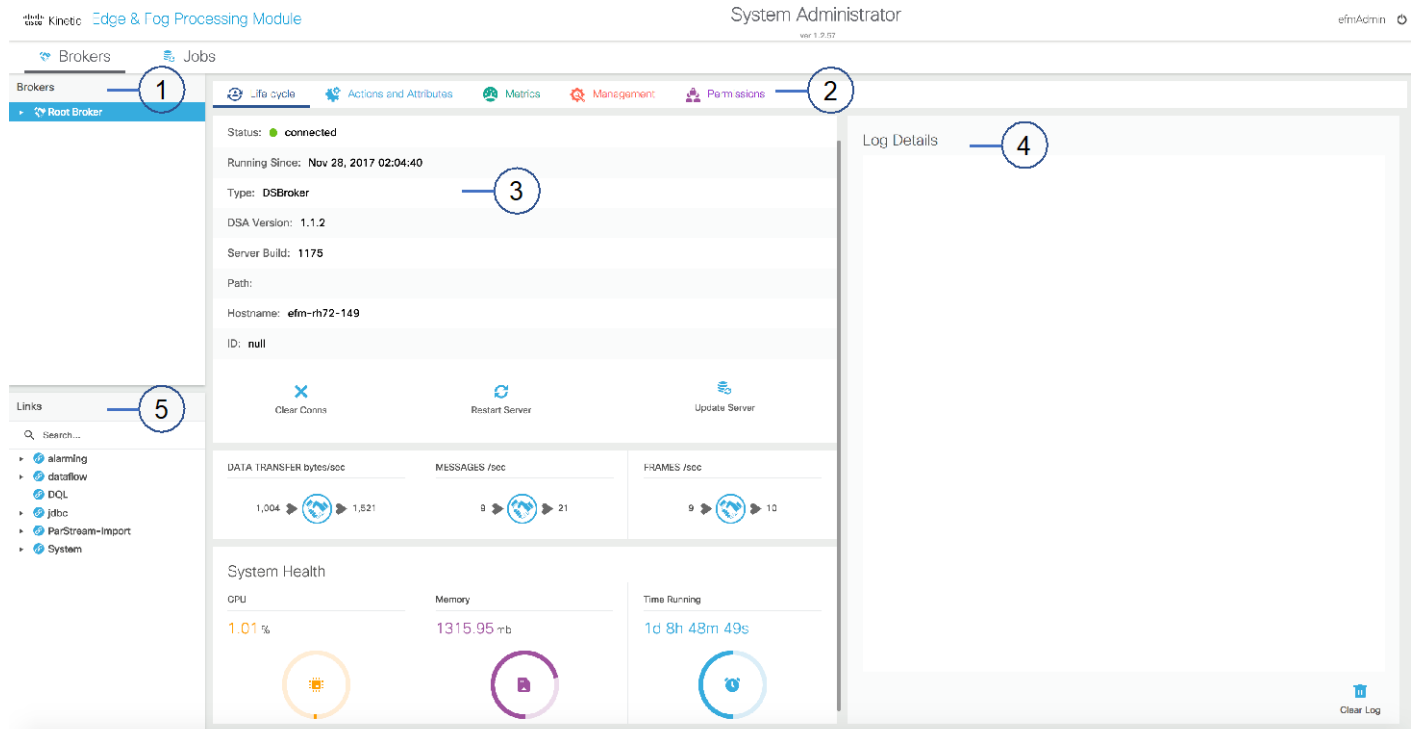 cisco Kinetic Edge & Fog Processing Module
System Administrator
ver 1.2.57
efmAdmin
Brokers
Jobs
Brokers
1
Root Broker
Life cycle
Actions and Attributes
Metrics
Management
Permissions
2
Status: connected
Running Since: Nov 28, 2017 02:04:40
Type: DSBroker
3
DSA Version: 1.1.2
Server Build: 1175
Path:
Hostname: efm-rh72-149
ID: null
Clear Conns
Restart Server
Update Server
Log Details
4
Links
5
Search...
alarming
dataflow
DQL
jdbc
ParStream-Import
System
DATA TRANSFER bytes/sec
1,004
1,521
MESSAGES /sec
9
21
FRAMES /sec
9
10
System Health
CPU
1.01 %
Memory
1315.95 mb
Time Running
1d 8h 48m 49s
Clear Log